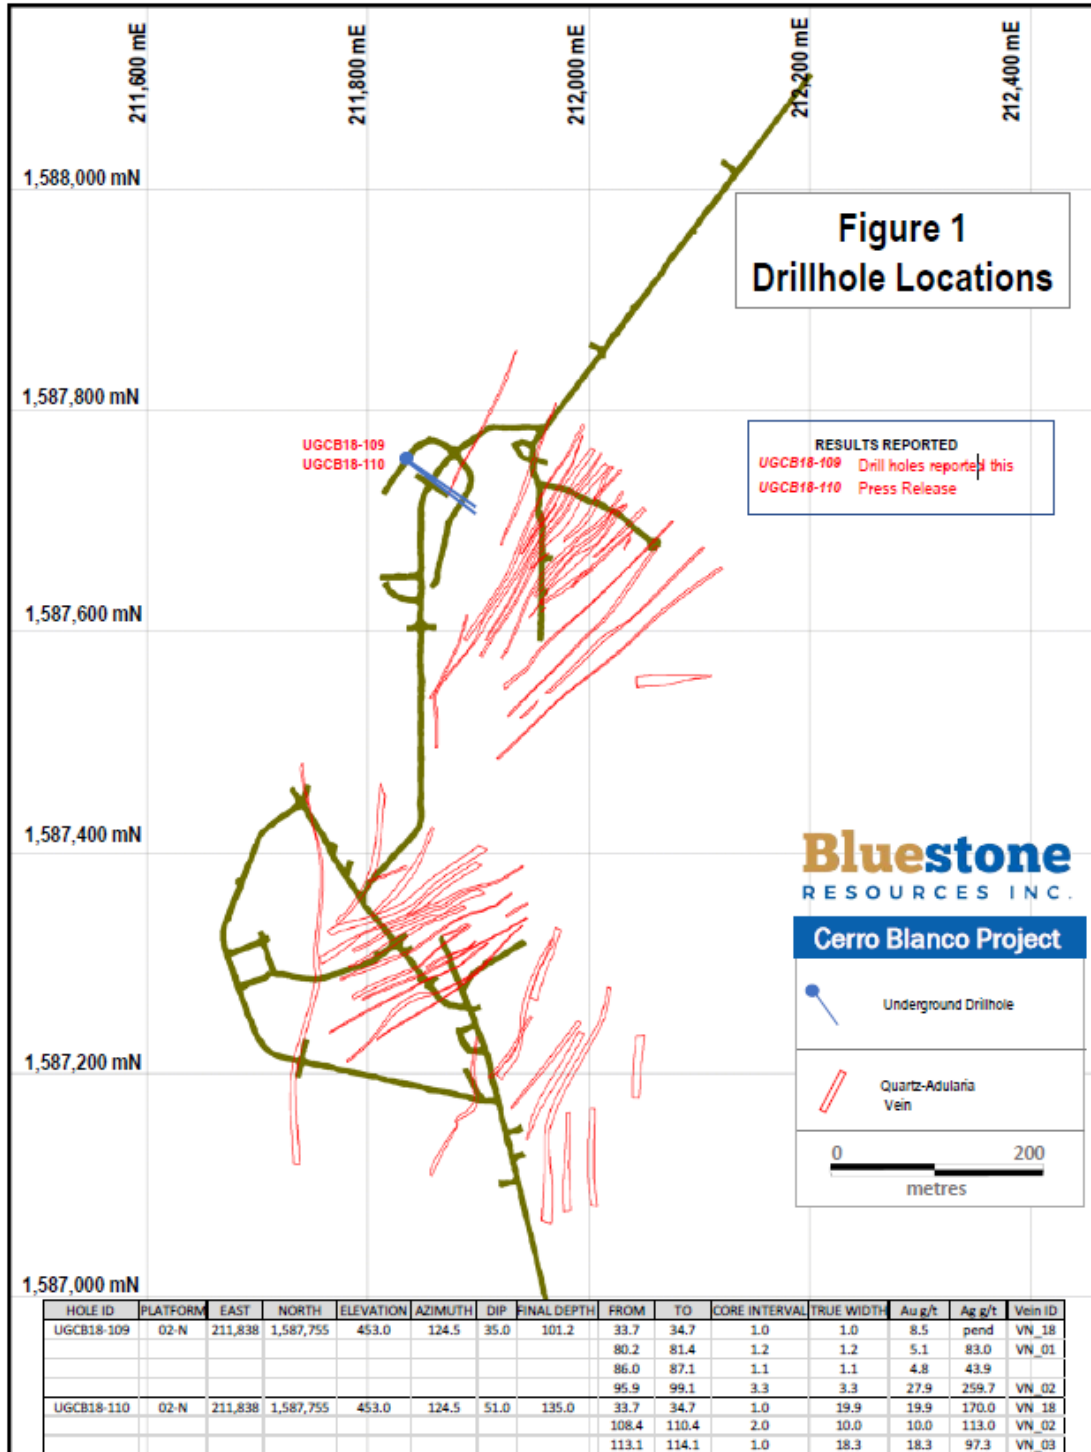 211,600 mE
211,800 mE
212,000 mE
212,200 mE
212,400 mE
1,588,000 mN
Figure 1
Drillhole Locations
1,587,800 mN
UGCB18-109
UGCB18-110
RESULTS REPORTED
UGCB18-109 Drill holes reported this
UGCB18-110 Press Release
1,587,600 mN
1,587,400 mN
Bluestone
RESOURCES INC.
Cerro Blanco Project
Underground Drillhole
1,587,200 mN
Quartz-Adularia
Vein
0 200
metres
1,587,000 mN
HOLE ID PLATFORM EAST NORTH ELEVATION AZIMUTH DIP FINAL DEPTH FROM TO CORE INTERVAL TRUE WIDTH Au g/t Ag g/t Vein ID
UGCB18-109 02-N 211,838 1,587,755 453.0 124.5 35.0 101.2 33.7 34.7 1.0 1.0 8.5 pend VN_18
80.2 81.4 1.2 1.2 5.1 83.0 VN_01
86.0 87.1 1.1 1.1 4.8 43.9
95.9 99.1 3.3 3.3 27.9 259.7 VN_02
UGCB18-110 02-N 211,838 1,587,755 453.0 124.5 51.0 135.0 33.7 34.7 1.0 19.9 19.9 170.0 VN_18
108.4 110.4 2.0 10.0 10.0 113.0 VN_02
113.1 114.1 1.0 18.3 18.3 97.3 VN_03